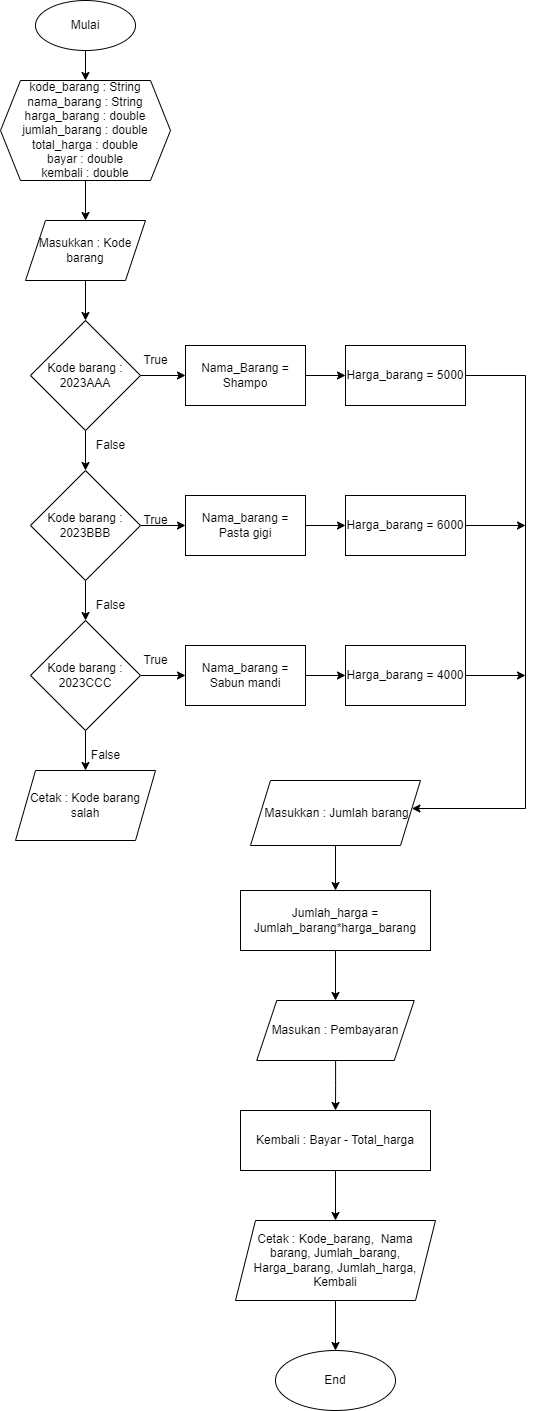 Mulai
kode_barang : String
nama_barang : String
harga_barang : double
jumlah_barang : double
total_harga : double
bayar : double
kembali : double
Masukkan : Kode
barang
Kode barang :
2023AAA
True
Nama_Barang =
Shampo
Harga_barang = 5000
False
Kode barang :
2023BBB
True
Nama_barang =
Pasta gigi
Harga_barang = 6000
False
Kode barang :
2023CCC
True
Nama_barang =
Sabun mandi
Harga_barang = 4000
False
Cetak : Kode barang
salah
Masukkan : Jumlah barang
Jumlah_harga =
Jumlah_barang*harga_barang
Masukan : Pembayaran
Kembali : Bayar - Total_harga
Cetak : Kode_barang, Nama
barang, Jumlah_barang,
Harga_barang, Jumlah_harga,
Kembali
End